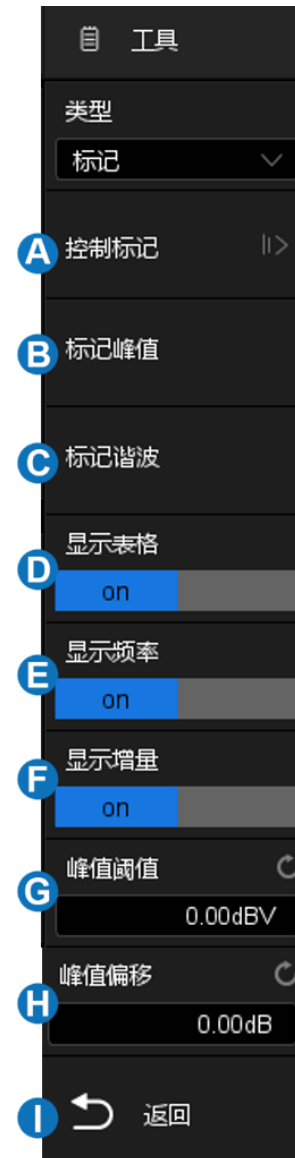 工具
类型
标记
A 控制标记
B 标记峰值
C 标记谐波
显示表格
D
on
显示频率
E
on
显示增量
F
on
峰值阈值
G
0.00dBV
峰值偏移
H
0.00dB
I 返回